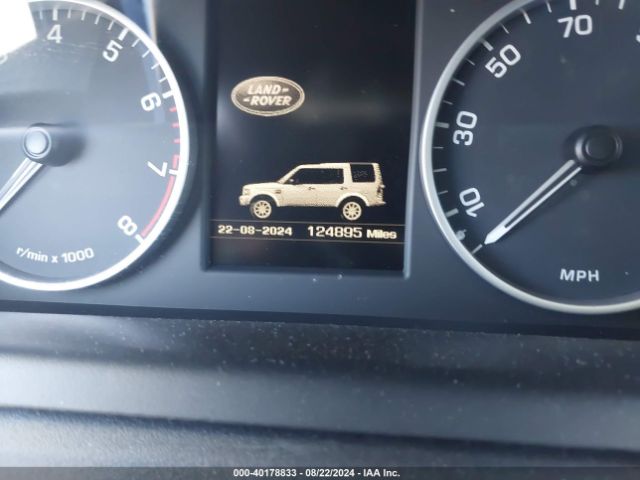 4 5 6 7 8
r/min x 1000
LAND-
-ROVER
22-08-2024 124895 Miles
10 30 50 70
MPH
000-40178833 / 08/22/2024 - IAA Inc.